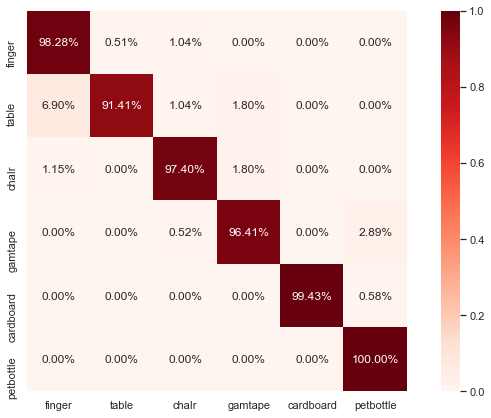 finger 98.28% 0.51% 1.04% 0.00% 0.00% 0.00%
table 6.90% 91.41% 1.04% 1.80% 0.00% 0.00%
chalr 1.15% 0.00% 97.40% 1.80% 0.00% 0.00%
gamtape 0.00% 0.00% 0.52% 96.41% 0.00% 2.89%
cardboard 0.00% 0.00% 0.00% 0.00% 99.43% 0.58%
petbottle 0.00% 0.00% 0.00% 0.00% 0.00% 100.00%
finger table chalr gamtape cardboard petbottle
1.0
0.8
0.6
0.4
0.2
0.0